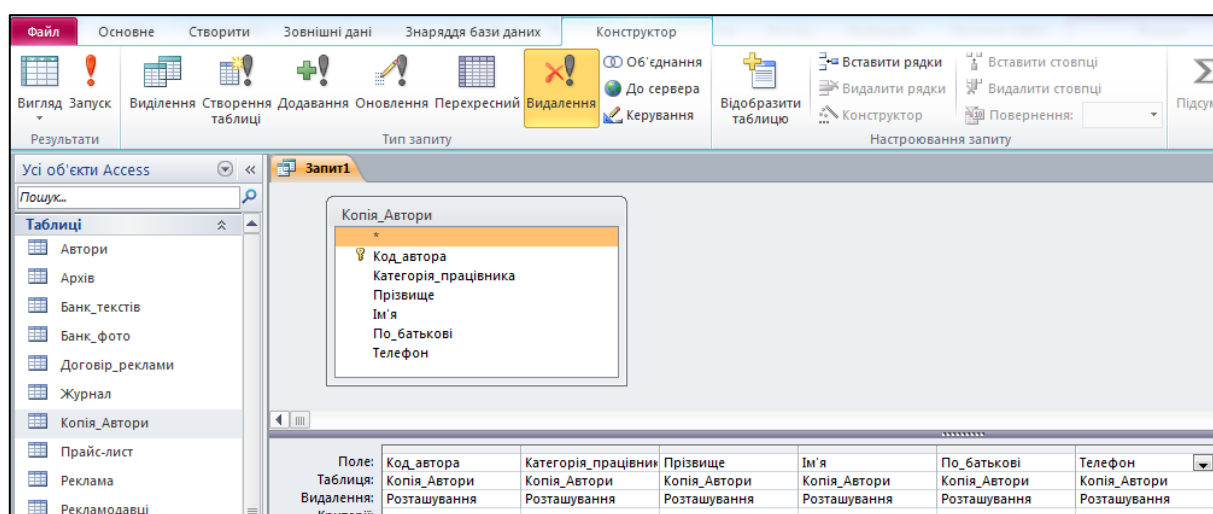 Файл Основне Створити Зовнішні дані Знаряддя бази даних Конструктор
Вигляд Запуск Виділення Створення таблиці Додавання Оновлення Перехресний Видалення
Об'єднання
До сервера
Керування
Відобразити таблицю
Вставити рядки
Видалити рядки
Конструктор
Вставити стовпці
Видалити стовпці
Повернення:
Результати Тип запиту Настроювання запиту
Усі об'єкти Access
Пошук...
Таблиці
Автори
Архів
Банк_текстів
Банк_фото
Договір_реклами
Журнал
Копія_Автори
Прайс-лист
Реклама
Рекламодавці
Запит1
Копія_Автори
*
Код_автора
Категорія_працівника
Прізвище
Ім'я
По_батькові
Телефон
Поле: Код_автора Категорія_працівник Прізвище Ім'я По_батькові Телефон
Таблиця: Копія_Автори Копія_Автори Копія_Автори Копія_Автори Копія_Автори Копія_Автори
Видалення: Розташування Розташування Розташування Розташування Розташування Розташування